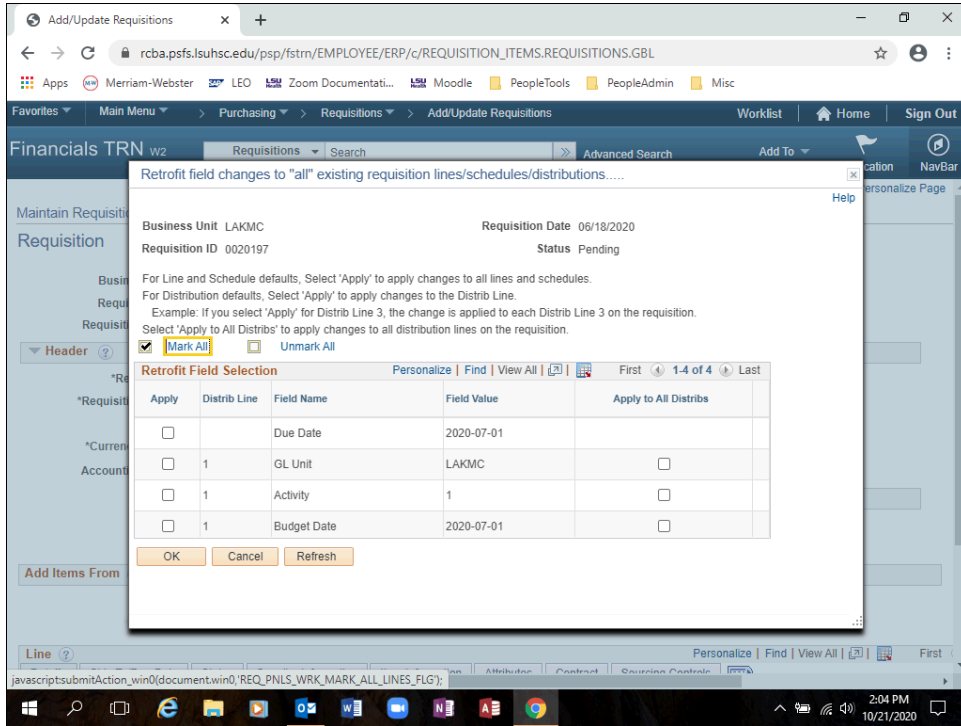 Add/Update Requisitions
rcba.psfs.lsuhsc.edu/psp/fstrn/EMPLOYEE/ERP/c/REQUISITION_ITEMS.REQUISITIONS.GBL
Apps Merriam-Webster LEO Zoom Documentati... Moodle PeopleTools PeopleAdmin Misc
Favorites Main Menu > Purchasing > Requisitions > Add/Update Requisitions Worklist Home Sign Out
Financials TRN W2 Requisitions Search Advanced Search Add To cation NavBar
Retrofit field changes to "all" existing requisition lines/schedules/distributions.....
ersonalize Page
Help
Maintain Requisitio
Requisition
Business Unit LAKMC Requisition Date 06/18/2020
Requisition ID 0020197 Status Pending
Busin
Requi
Requisiti
For Line and Schedule defaults, Select 'Apply' to apply changes to all lines and schedules.
For Distribution defaults, Select 'Apply' to apply changes to the Distrib Line.
Example: If you select 'Apply' for Distrib Line 3, the change is applied to each Distrib Line 3 on the requisition.
Select 'Apply to All Distribs' to apply changes to all distribution lines on the requisition.
Mark All Unmark All
Header
*Re
*Requisiti
*Curren
Accounti
Retrofit Field Selection Personalize | Find | View All | First 1-4 of 4 Last
Apply Distrib Line Field Name Field Value Apply to All Distribs
Due Date 2020-07-01
1 GL Unit LAKMC
1 Activity 1
1 Budget Date 2020-07-01
OK Cancel Refresh
Add Items From
Line Personalize | Find | View All | First
Attributes Contract Sourcing Controls
javascript:submitAction_win0(document.win0,'REQ_PNLS_WRK_MARK_ALL_LINES_FLG');
2:04 PM
10/21/2020